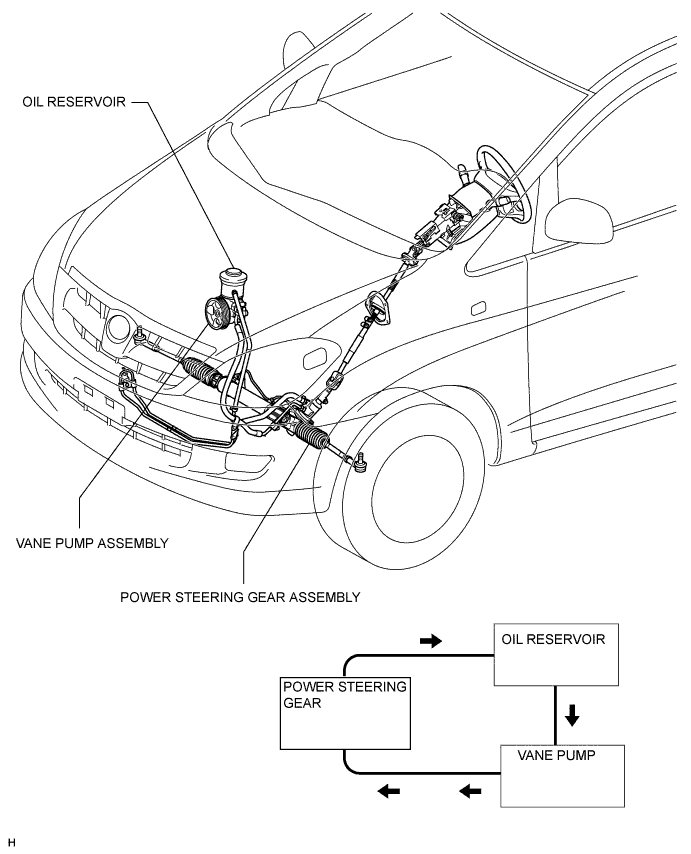 OIL RESERVOIR
VANE PUMP ASSEMBLY
POWER STEERING GEAR ASSEMBLY
OIL RESERVOIR
POWER STEERING
GEAR
VANE PUMP
H